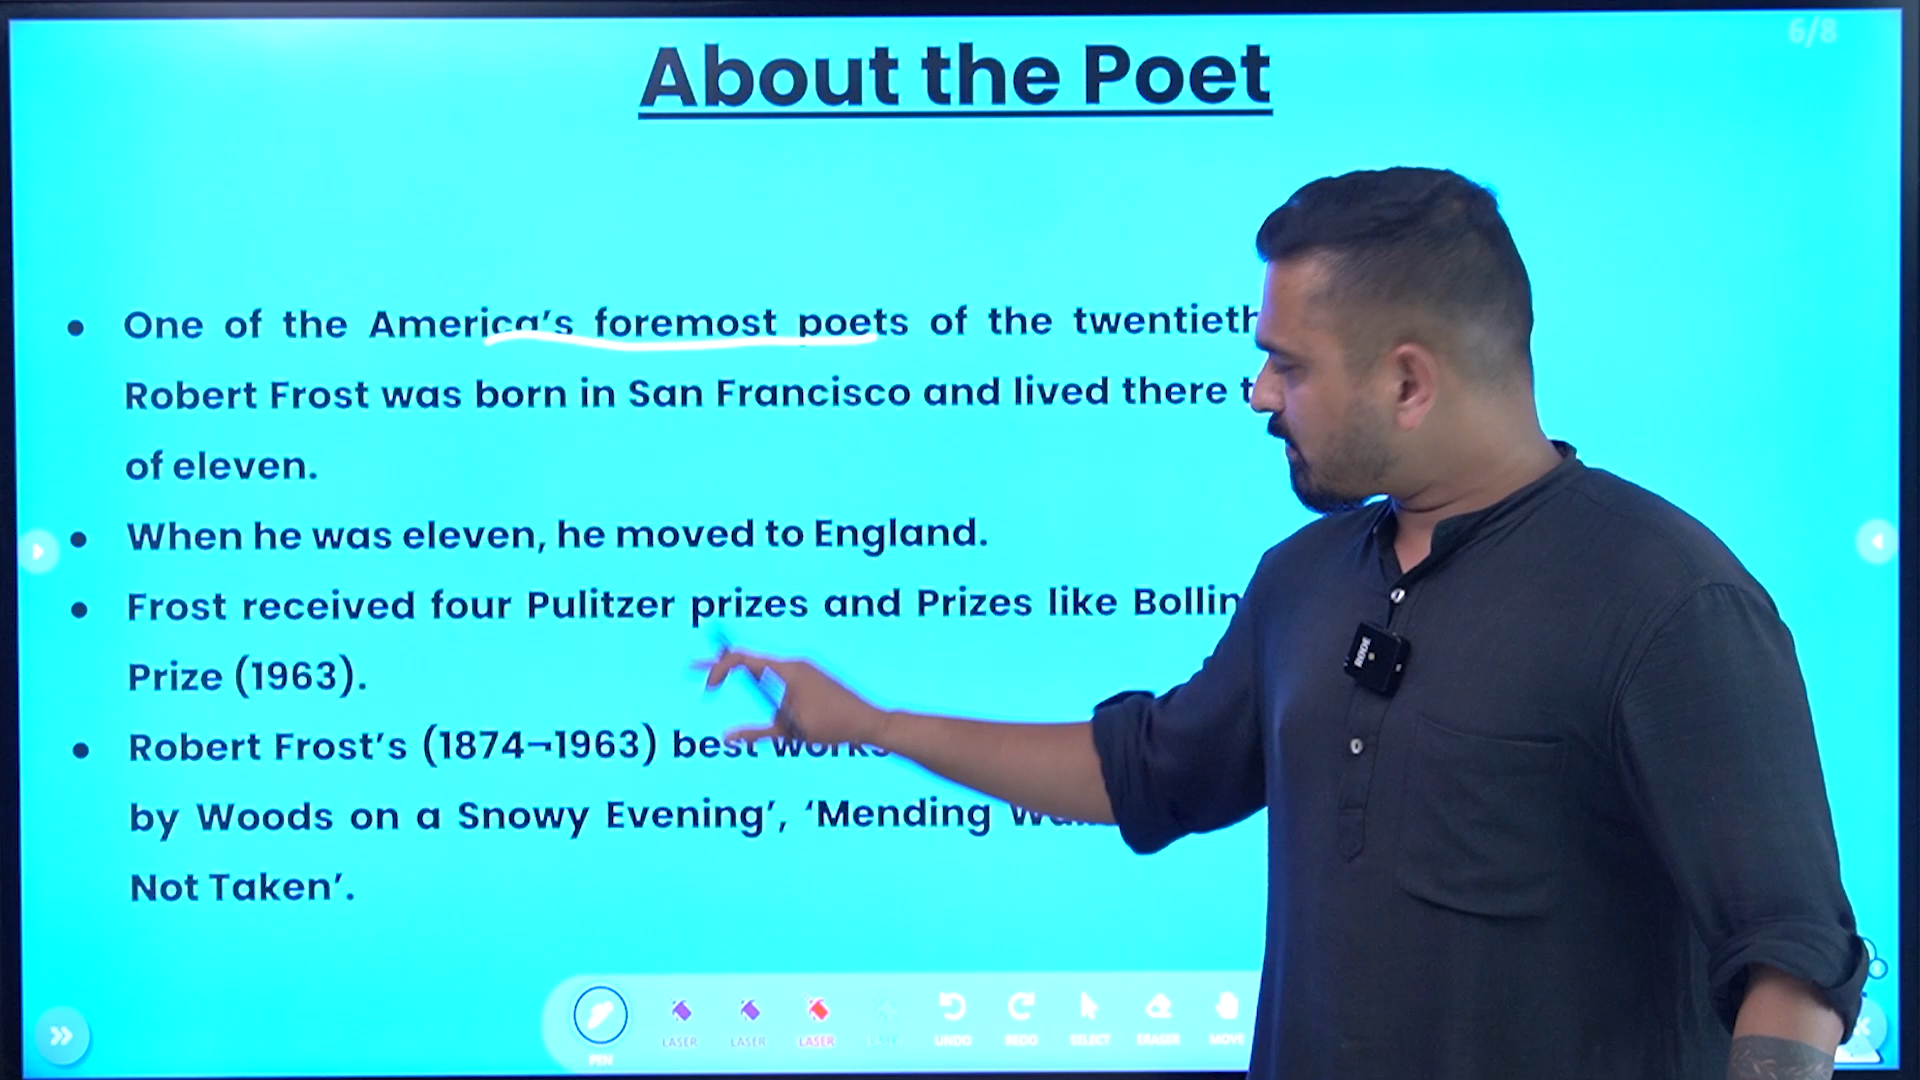 6/8
About the Poet
• One of the America's foremost poets of the twentieth
Robert Frost was born in San Francisco and lived there
of eleven.
• When he was eleven, he moved to England.
• Frost received four Pulitzer prizes and Prizes like
Prize (1963).
• Robert Frost's (1874¬1963) best works
by Woods on a Snowy Evening', 'Mending
Not Taken'.
RODE
PEN LASER LASER LASER UNDO REDO SELECT ERASER MOVE